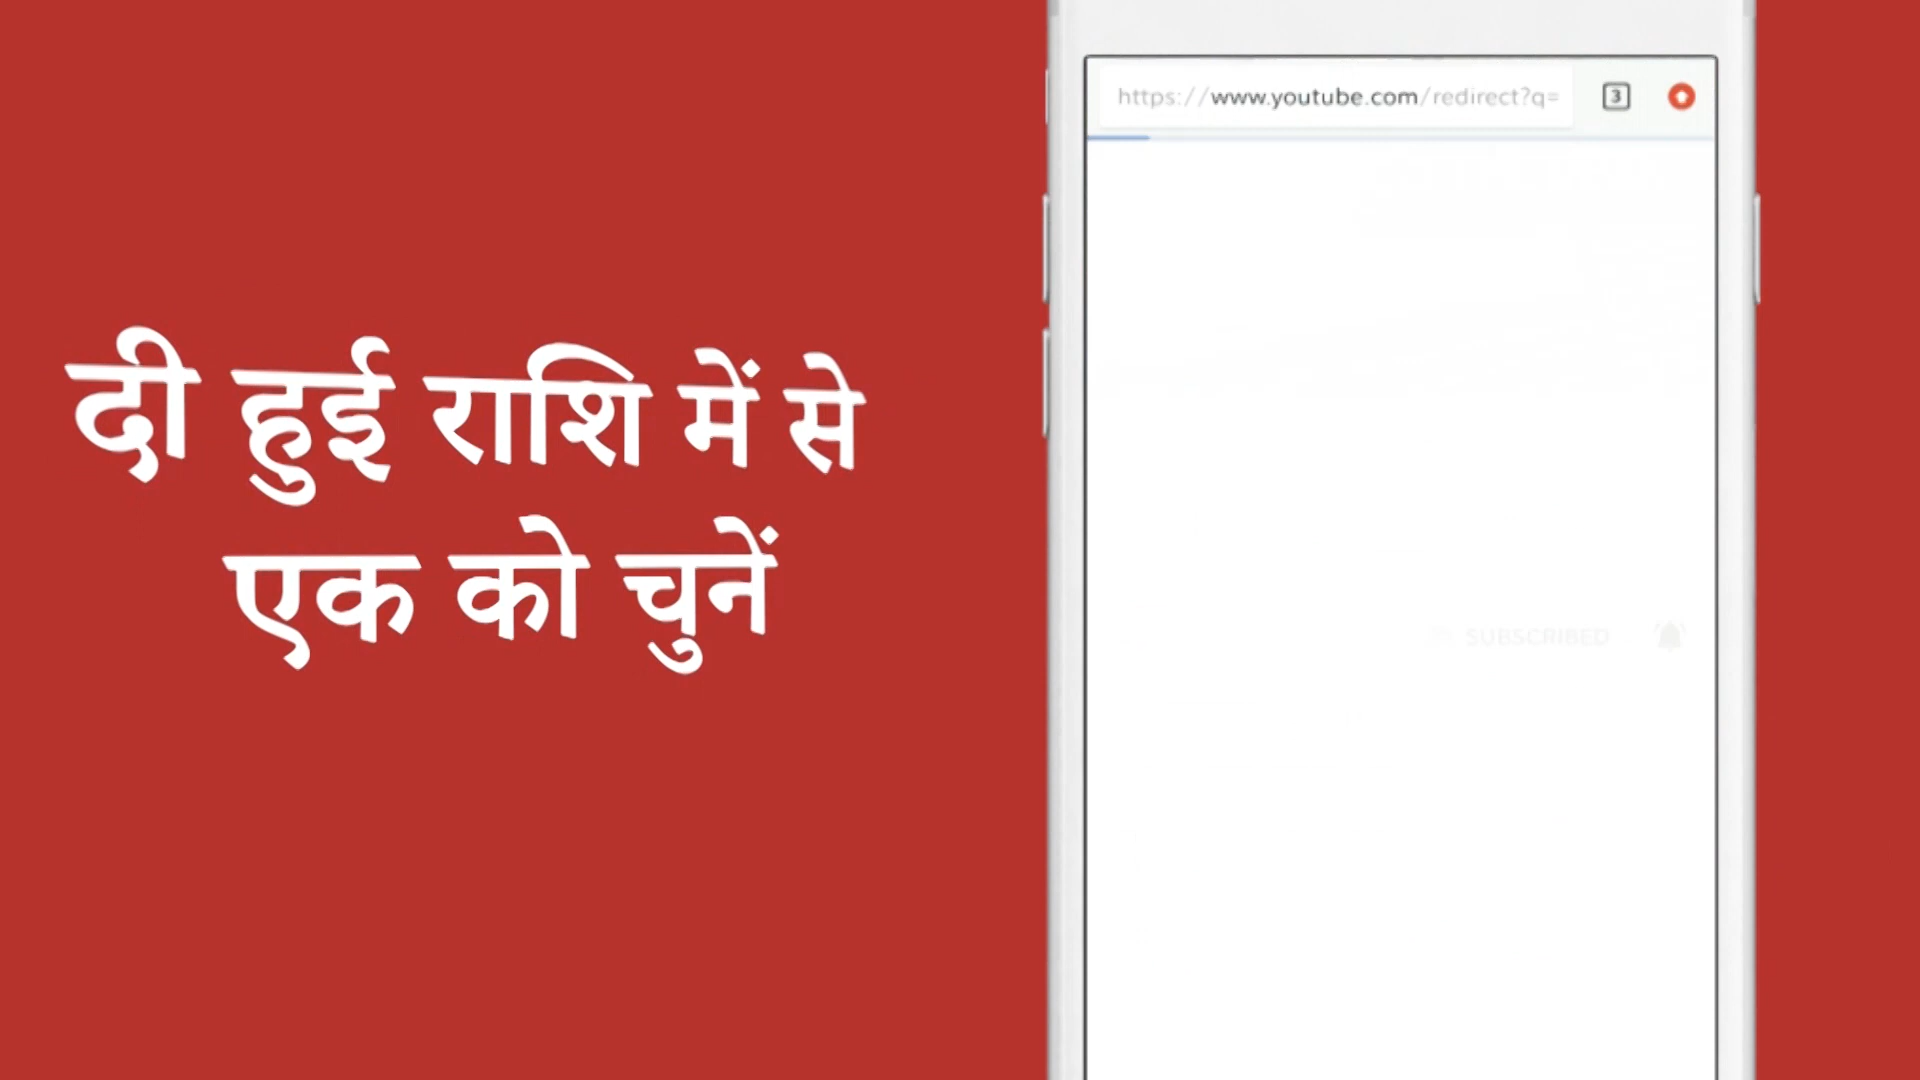 दी हुई राशि में से
एक को चुनें
https://www.youtube.com/redirect?q=
3
SUBSCRIBED